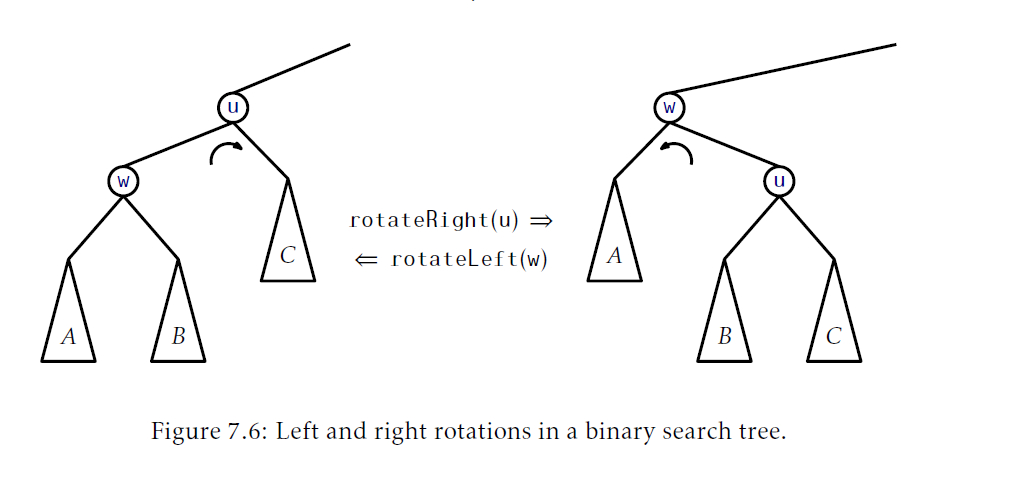 u
w
w
u
rotateRight(u) ⇒
⇐ rotateLeft(w)
C
A
A
B
B
C
Figure 7.6: Left and right rotations in a binary search tree.